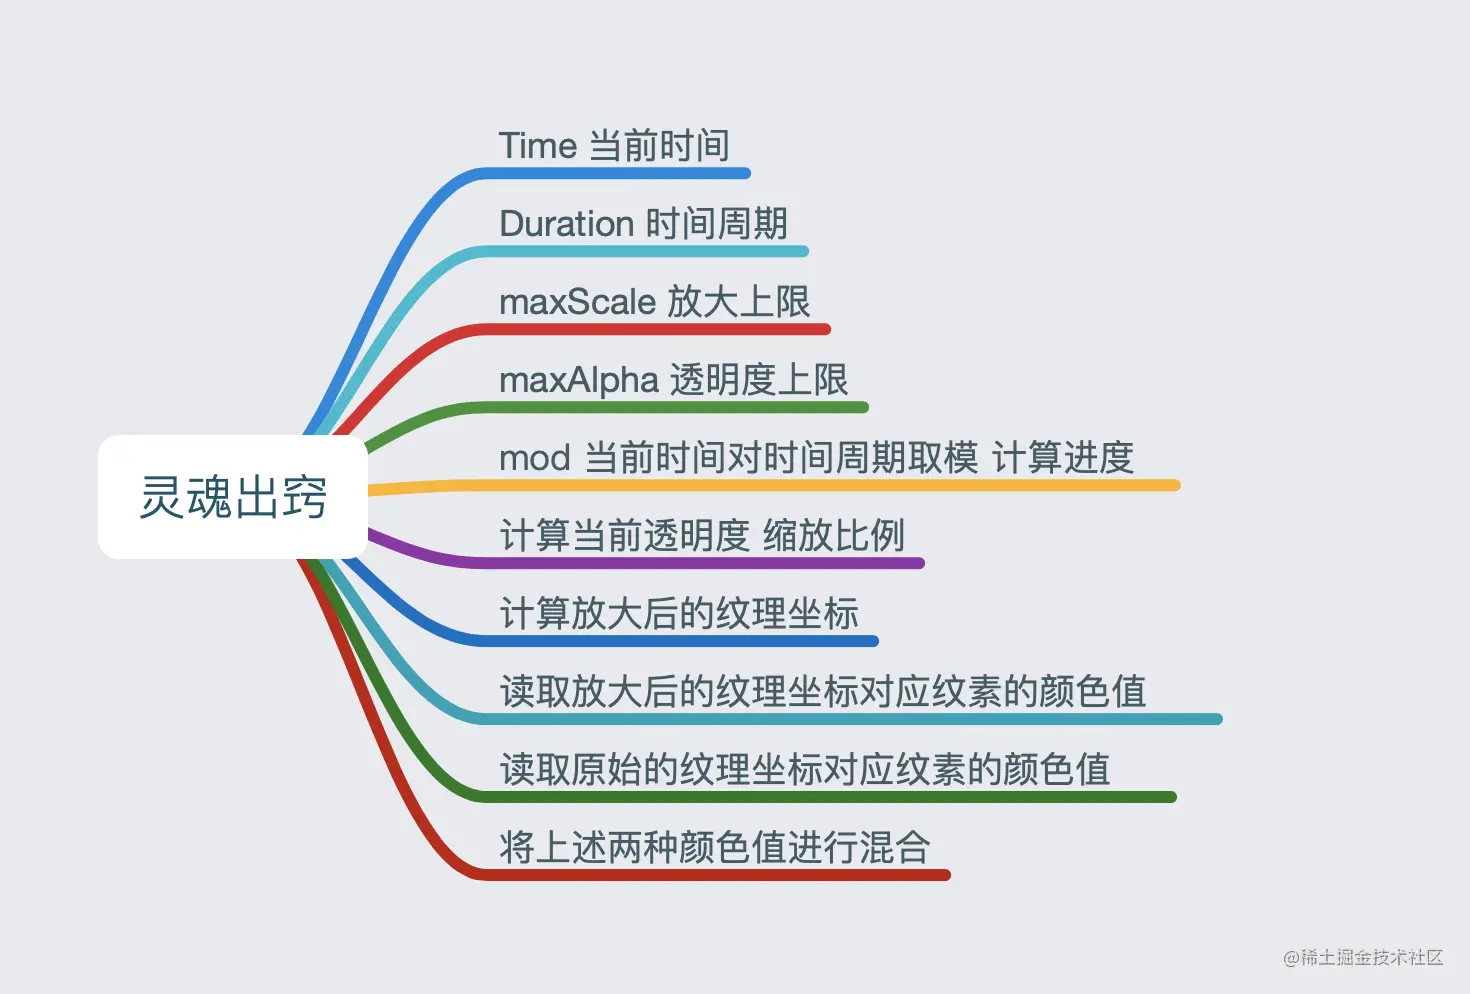 Time 当前时间
Duration 时间周期
maxScale 放大上限
maxAlpha 透明度上限
mod 当前时间对时间周期取模 计算进度
灵魂出窍
计算当前透明度 缩放比例
计算放大后的纹理坐标
读取放大后的纹理坐标对应纹素的颜色值
读取原始的纹理坐标对应纹素的颜色值
将上述两种颜色值进行混合
@稀土掘金技术社区